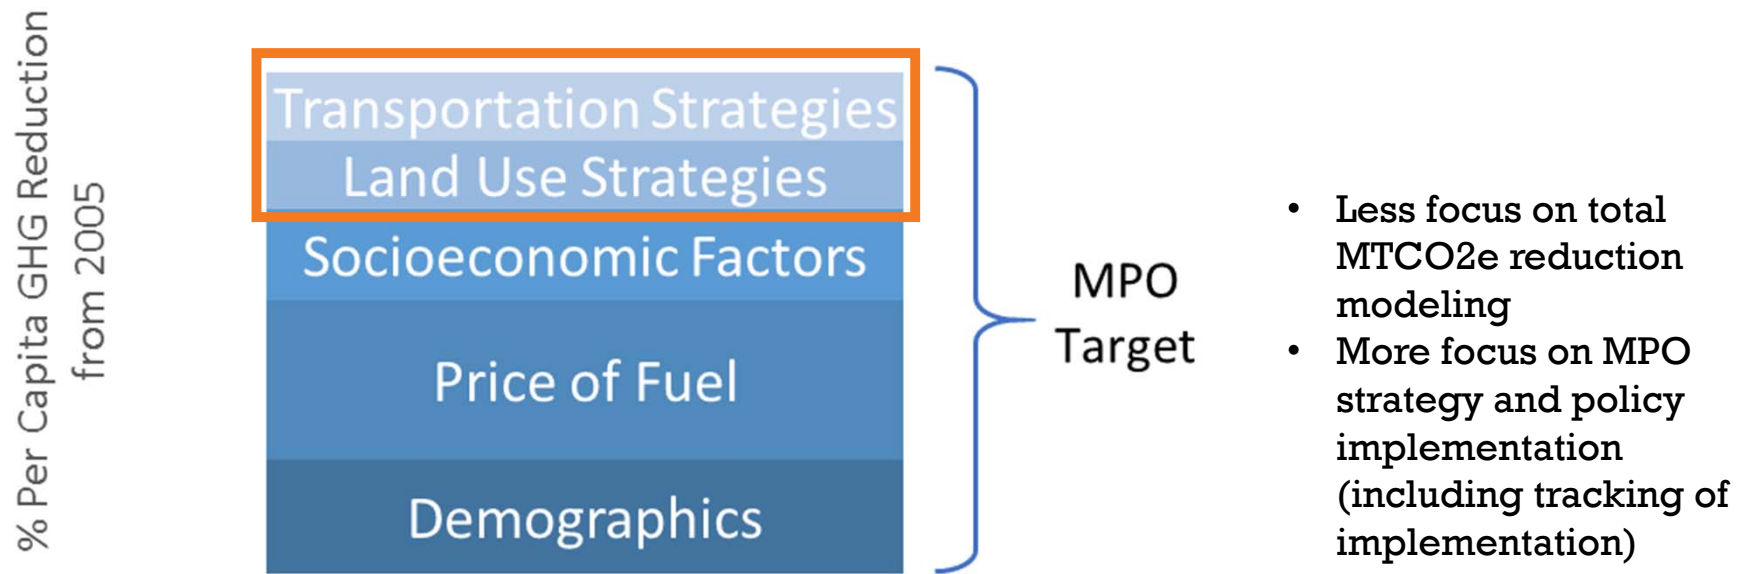 % Per Capita GHG Reduction
from 2005
Transportation Strategies
Land Use Strategies
Socioeconomic Factors
Price of Fuel
Demographics
MPO
Target
• Less focus on total
MTCO2e reduction
modeling
• More focus on MPO
strategy and policy
implementation
(including tracking of
implementation)